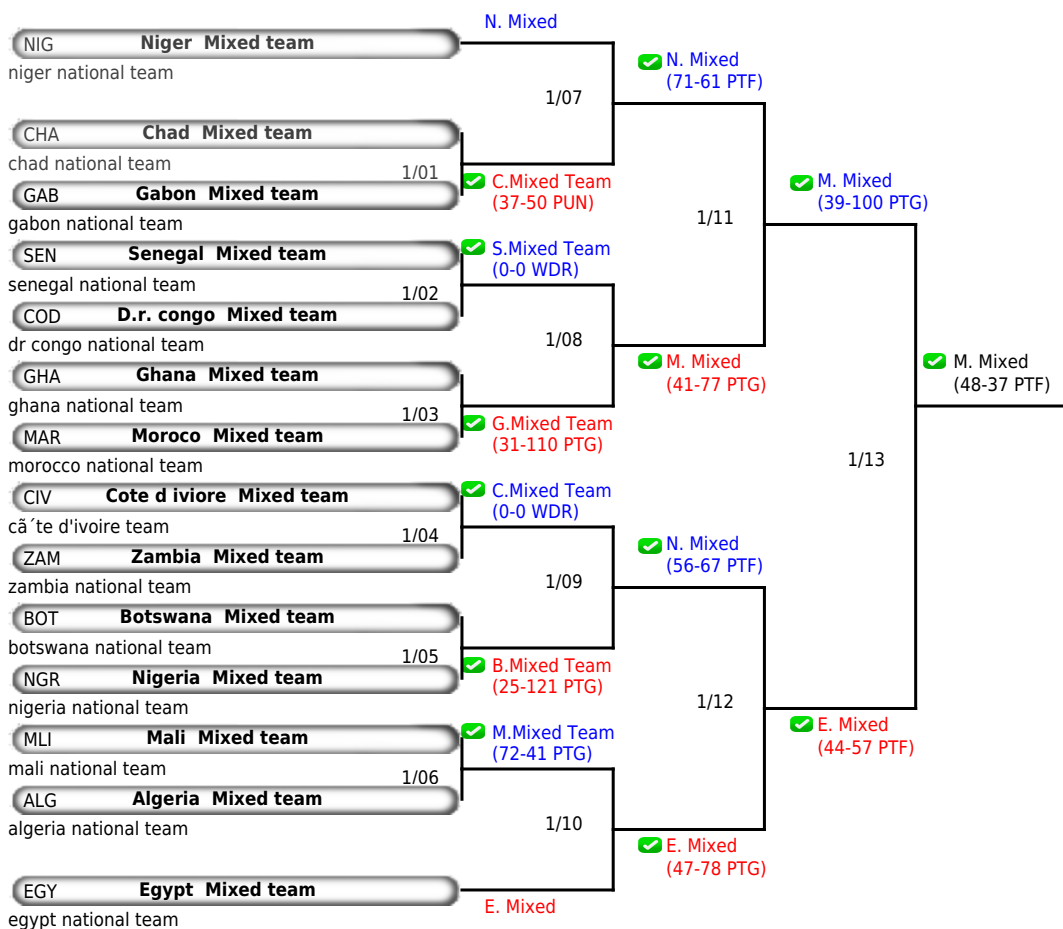 N. Mixed
NIG Niger Mixed team
niger national team
N. Mixed
(71-61 PTF)
1/07
CHA Chad Mixed team
chad national team
1/01
C.Mixed Team
(37-50 PUN)
GAB Gabon Mixed team
gabon national team
M. Mixed
(39-100 PTG)
1/11
SEN Senegal Mixed team
senegal national team
S.Mixed Team
(0-0 WDR)
1/02
COD D.r. congo Mixed team
dr congo national team
1/08
GHA Ghana Mixed team
ghana national team
M. Mixed
(41-77 PTG)
M. Mixed
(48-37 PTF)
1/03
G.Mixed Team
(31-110 PTG)
MAR Moroco Mixed team
morocco national team
1/13
CIV Cote d iviore Mixed team
cã´te d'ivoire team
C.Mixed Team
(0-0 WDR)
1/04
ZAM Zambia Mixed team
zambia national team
N. Mixed
(56-67 PTF)
1/09
BOT Botswana Mixed team
botswana national team
1/05
B.Mixed Team
(25-121 PTG)
NGR Nigeria Mixed team
nigeria national team
1/12
MLI Mali Mixed team
mali national team
M.Mixed Team
(72-41 PTG)
E. Mixed
(44-57 PTF)
1/06
ALG Algeria Mixed team
algeria national team
1/10
E. Mixed
(47-78 PTG)
EGY Egypt Mixed team
egypt national team
E. Mixed